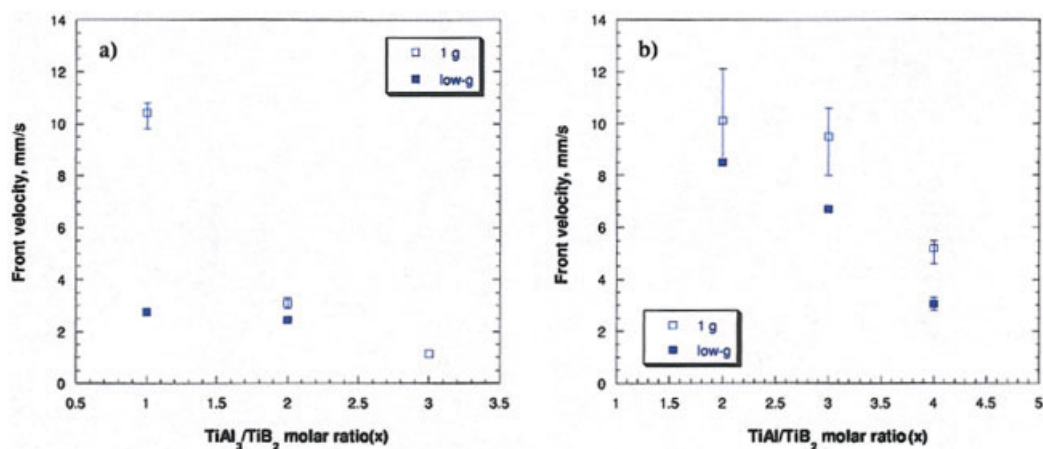 a)
1 g
low-g
Front velocity, mm/s
14
12
10
8
6
4
2
0
0.5 1 1.5 2 2.5 3 3.5
TiAl₃/TiB₂ molar ratio(x)
b)
1 g
low-g
Front velocity, mm/s
14
12
10
8
6
4
2
0
1 1.5 2 2.5 3 3.5 4 4.5 5
TiAl/TiB₂ molar ratio(x)